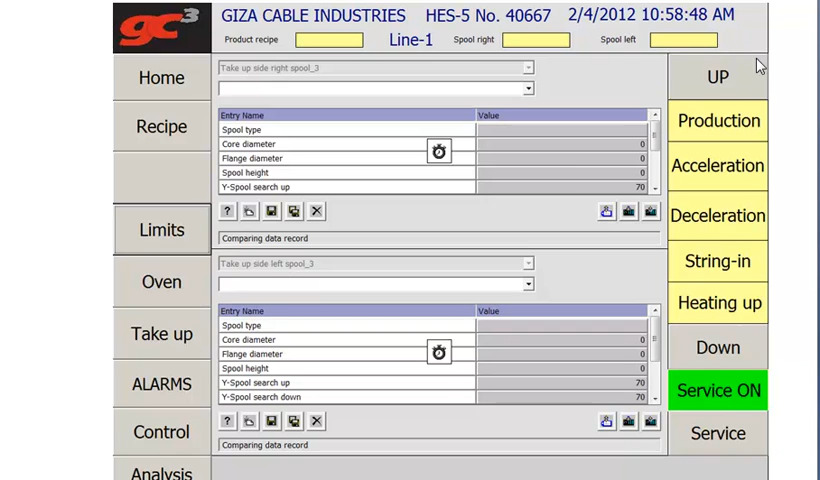 gc3
GIZA CABLE INDUSTRIES HES-5 No. 40667 2/4/2012 10:58:48 AM
Product recipe Line-1 Spool right Spool left
Home
Recipe
Limits
Oven
Take up
ALARMS
Control
Analysis
Take up side right spool_3
Entry Name Value
Spool type
Core diameter 0
Flange diameter 0
Spool height 0
Y-Spool search up 70
?
Comparing data record
Take up side left spool_3
Entry Name Value
Spool type
Core diameter 0
Flange diameter 0
Spool height 0
Y-Spool search up 70
Y-Spool search down 70
?
Comparing data record
UP
Production
Acceleration
Deceleration
String-in
Heating up
Down
Service ON
Service